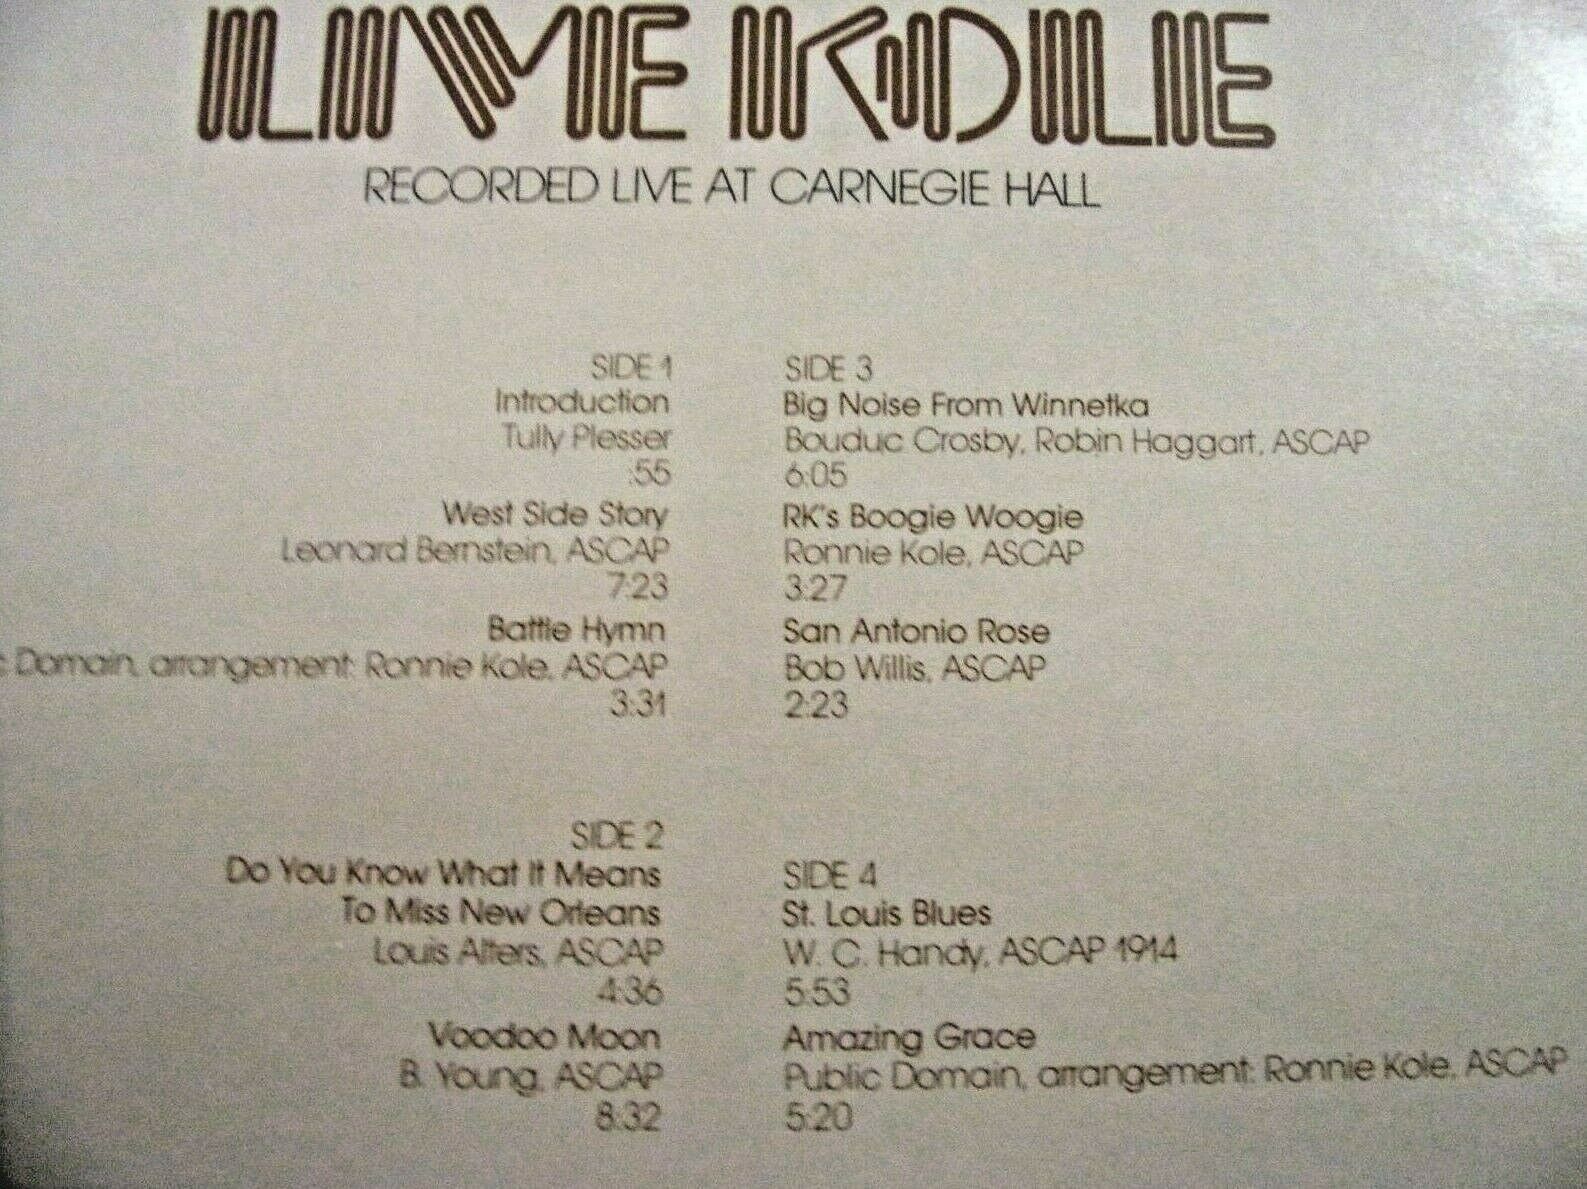 LIVE KOLE
RECORDED LIVE AT CARNEGIE HALL
SIDE 1
Introduction
Tully Plesser
:55
West Side Story
Leonard Bernstein, ASCAP
7:23
Battle Hymn
Domain, arrangement: Ronnie Kole, ASCAP
3:31
SIDE 2
Do You Know What It Means
To Miss New Orleans
Louis Alters, ASCAP
4:36
Voodoo Moon
B. Young, ASCAP
8:32
SIDE 3
Big Noise From Winnetka
Bouduc Crosby, Robin Haggart, ASCAP
6:05
RK's Boogie Woogie
Ronnie Kole, ASCAP
3:27
San Antonio Rose
Bob Willis, ASCAP
2:23
SIDE 4
St. Louis Blues
W. C. Handy, ASCAP 1914
5:53
Amazing Grace
Public Domain, arrangement: Ronnie Kole, ASCAP
5:20